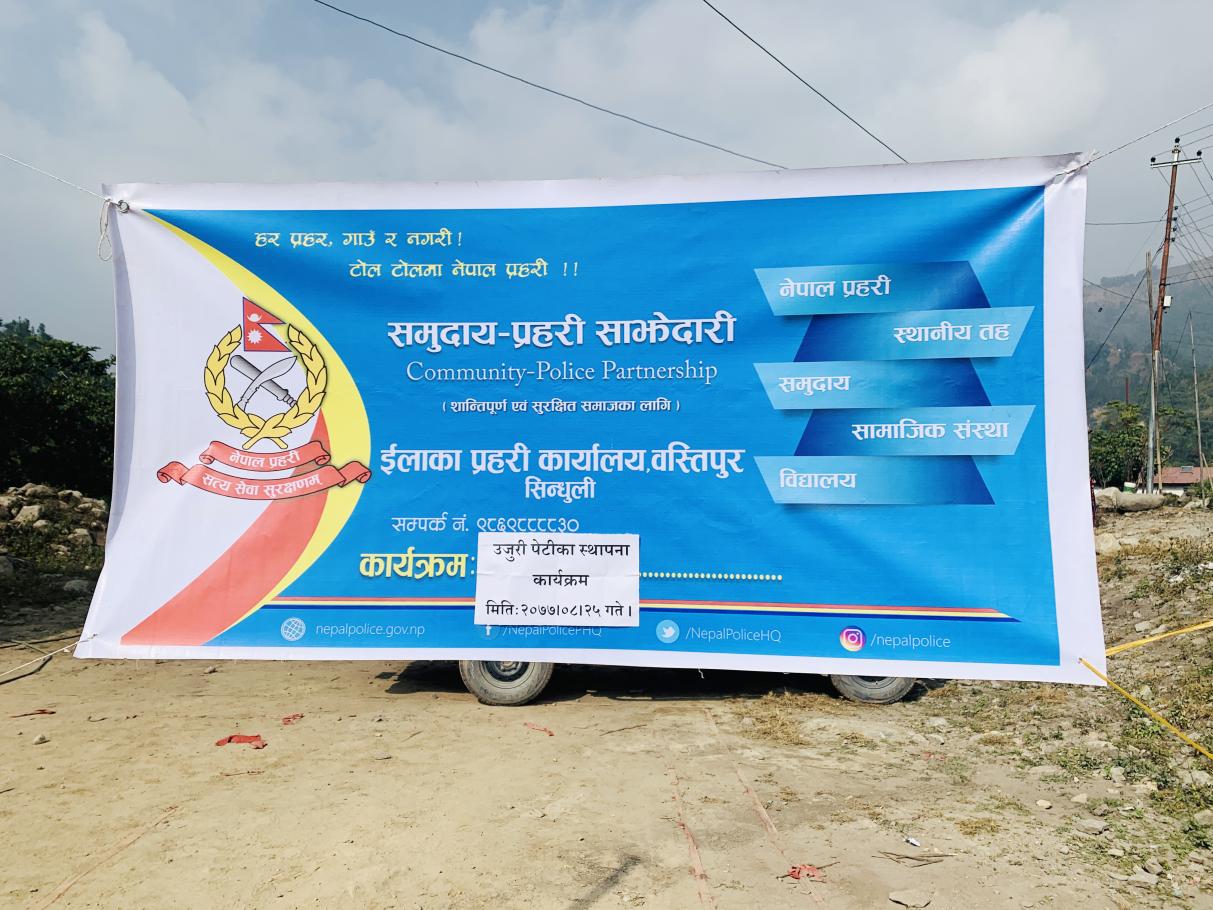 हर प्रहर, गाउँ र नगरी!
टोल टोलमा नेपाल प्रहरी !!
समुदाय-प्रहरी साझेदारी
Community-Police Partnership
( शान्तिपूर्ण एवं सुरक्षित समाजका लागि )
ईलाका प्रहरी कार्यालय,वस्तिपुर
सिन्धुली
सम्पर्क नं. ९८६९८८८८३०
कार्यक्रम:
उजुरी पेटीका स्थापना
कार्यक्रम
मिति:२०७७।०८।२५ गते ।
नेपाल प्रहरी
सत्य सेवा सुरक्षणम्
नेपाल प्रहरी
स्थानीय तह
समुदाय
सामाजिक संस्था
विद्यालय
nepalpolice.gov.np
/NepalPolicePHQ
/NepalPoliceHQ
/nepalpolice